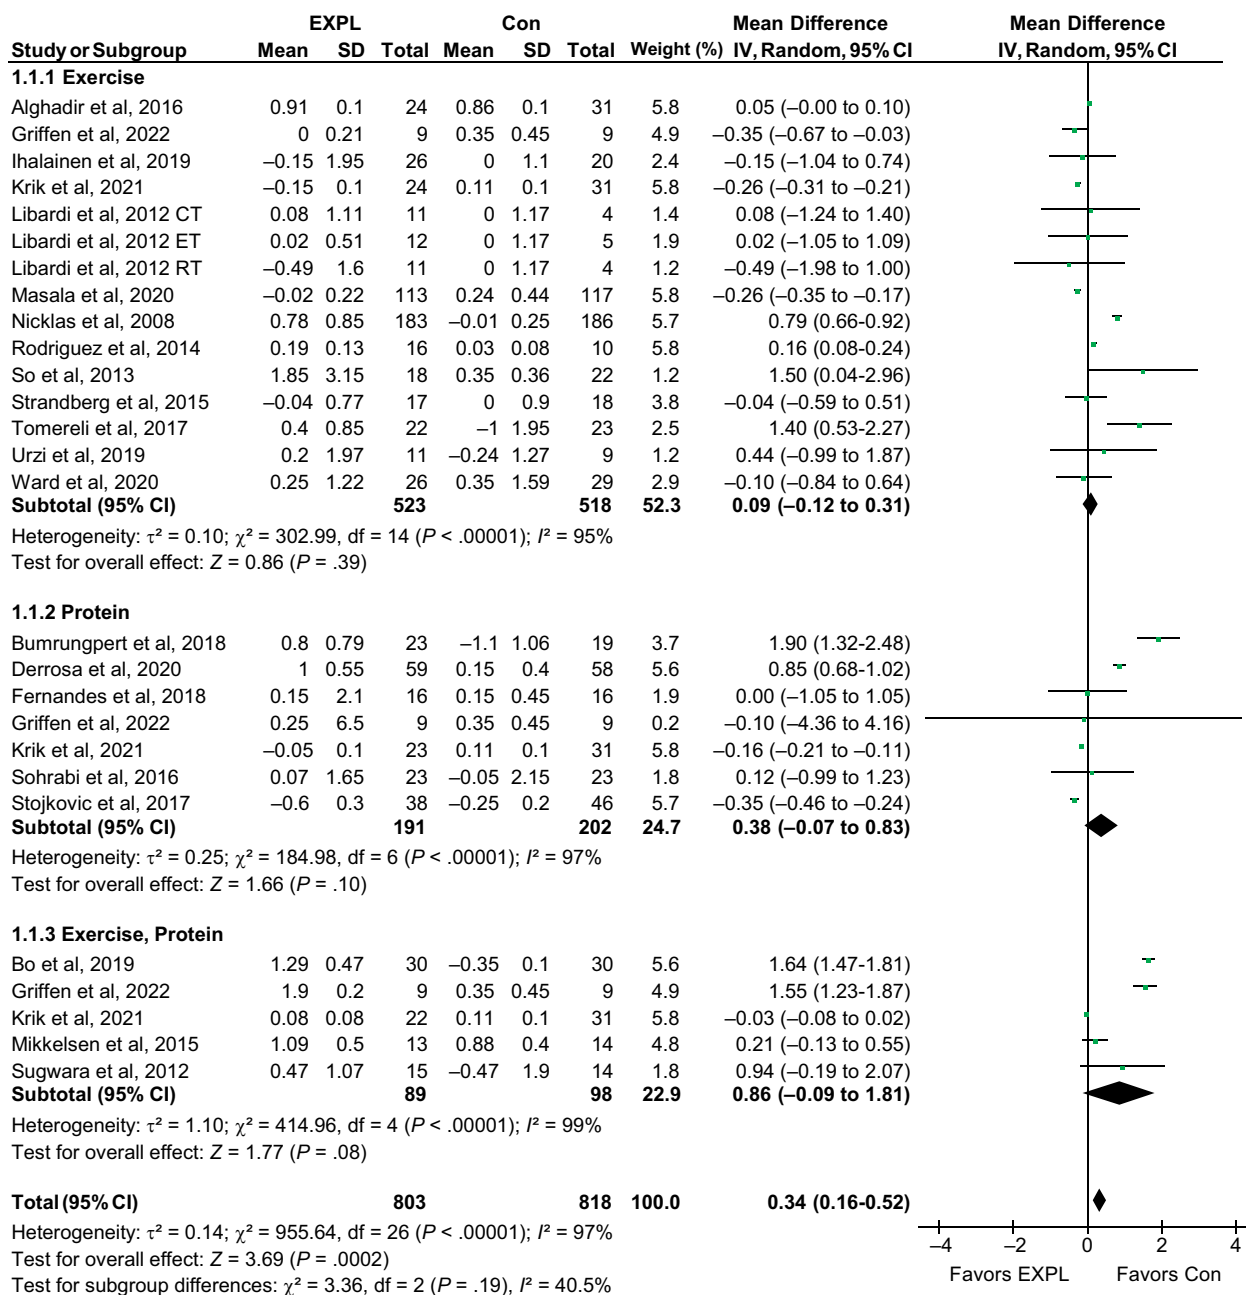 EXPL Con Mean Difference Mean Difference
Study or Subgroup Mean SD Total Mean SD Total Weight (%) IV, Random, 95% CI IV, Random, 95% CI
1.1.1 Exercise
Alghadir et al, 2016 0.91 0.1 24 0.86 0.1 31 5.8 0.05 (–0.00 to 0.10)
Griffen et al, 2022 0 0.21 9 0.35 0.45 9 4.9 –0.35 (–0.67 to –0.03)
Ihalainen et al, 2019 –0.15 1.95 26 0 1.1 20 2.4 –0.15 (–1.04 to 0.74)
Krik et al, 2021 –0.15 0.1 24 0.11 0.1 31 5.8 –0.26 (–0.31 to –0.21)
Libardi et al, 2012 CT 0.08 1.11 11 0 1.17 4 1.4 0.08 (–1.24 to 1.40)
Libardi et al, 2012 ET 0.02 0.51 12 0 1.17 5 1.9 0.02 (–1.05 to 1.09)
Libardi et al, 2012 RT –0.49 1.6 11 0 1.17 4 1.2 –0.49 (–1.98 to 1.00)
Masala et al, 2020 –0.02 0.22 113 0.24 0.44 117 5.8 –0.26 (–0.35 to –0.17)
Nicklas et al, 2008 0.78 0.85 183 –0.01 0.25 186 5.7 0.79 (0.66-0.92)
Rodriguez et al, 2014 0.19 0.13 16 0.03 0.08 10 5.8 0.16 (0.08-0.24)
So et al, 2013 1.85 3.15 18 0.35 0.36 22 1.2 1.50 (0.04-2.96)
Strandberg et al, 2015 –0.04 0.77 17 0 0.9 18 3.8 –0.04 (–0.59 to 0.51)
Tomereli et al, 2017 0.4 0.85 22 –1 1.95 23 2.5 1.40 (0.53-2.27)
Urzi et al, 2019 0.2 1.97 11 –0.24 1.27 9 1.2 0.44 (–0.99 to 1.87)
Ward et al, 2020 0.25 1.22 26 0.35 1.59 29 2.9 –0.10 (–0.84 to 0.64)
Subtotal (95% CI) 523 518 52.3 0.09 (–0.12 to 0.31)
Heterogeneity: τ² = 0.10; χ² = 302.99, df = 14 (P < .00001); I² = 95%
Test for overall effect: Z = 0.86 (P = .39)
1.1.2 Protein
Bumrungpert et al, 2018 0.8 0.79 23 –1.1 1.06 19 3.7 1.90 (1.32-2.48)
Derrosa et al, 2020 1 0.55 59 0.15 0.4 58 5.6 0.85 (0.68-1.02)
Fernandes et al, 2018 0.15 2.1 16 0.15 0.45 16 1.9 0.00 (–1.05 to 1.05)
Griffen et al, 2022 0.25 6.5 9 0.35 0.45 9 0.2 –0.10 (–4.36 to 4.16)
Krik et al, 2021 –0.05 0.1 23 0.11 0.1 31 5.8 –0.16 (–0.21 to –0.11)
Sohrabi et al, 2016 0.07 1.65 23 –0.05 2.15 23 1.8 0.12 (–0.99 to 1.23)
Stojkovic et al, 2017 –0.6 0.3 38 –0.25 0.2 46 5.7 –0.35 (–0.46 to –0.24)
Subtotal (95% CI) 191 202 24.7 0.38 (–0.07 to 0.83)
Heterogeneity: τ² = 0.25; χ² = 184.98, df = 6 (P < .00001); I² = 97%
Test for overall effect: Z = 1.66 (P = .10)
1.1.3 Exercise, Protein
Bo et al, 2019 1.29 0.47 30 –0.35 0.1 30 5.6 1.64 (1.47-1.81)
Griffen et al, 2022 1.9 0.2 9 0.35 0.45 9 4.9 1.55 (1.23-1.87)
Krik et al, 2021 0.08 0.08 22 0.11 0.1 31 5.8 –0.03 (–0.08 to 0.02)
Mikkelsen et al, 2015 1.09 0.5 13 0.88 0.4 14 4.8 0.21 (–0.13 to 0.55)
Sugwara et al, 2012 0.47 1.07 15 –0.47 1.9 14 1.8 0.94 (–0.19 to 2.07)
Subtotal (95% CI) 89 98 22.9 0.86 (–0.09 to 1.81)
Heterogeneity: τ² = 1.10; χ² = 414.96, df = 4 (P < .00001); I² = 99%
Test for overall effect: Z = 1.77 (P = .08)
Total (95% CI) 803 818 100.0 0.34 (0.16-0.52)
Heterogeneity: τ² = 0.14; χ² = 955.64, df = 26 (P < .00001); I² = 97%
–4 –2 0 2 4
Test for overall effect: Z = 3.69 (P = .0002)
Favors EXPL Favors Con
Test for subgroup differences: χ² = 3.36, df = 2 (P = .19), I² = 40.5%